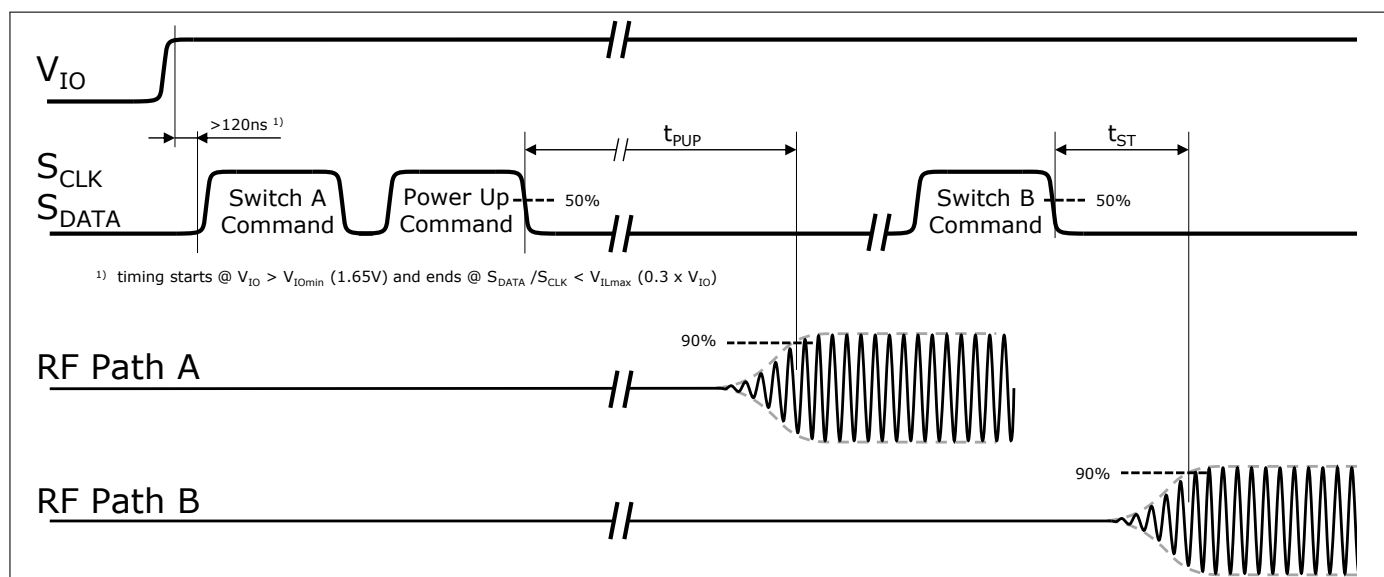 V_IO
>120ns 1)
t_PUP
t_ST
S_CLK
S_DATA
Switch A
Command
Power Up
Command
50%
Switch B
Command
50%
1) timing starts @ V_IO > V_IOmin (1.65V) and ends @ S_DATA /S_CLK < V_ILmax (0.3 x V_IO)
90%
RF Path A
90%
RF Path B